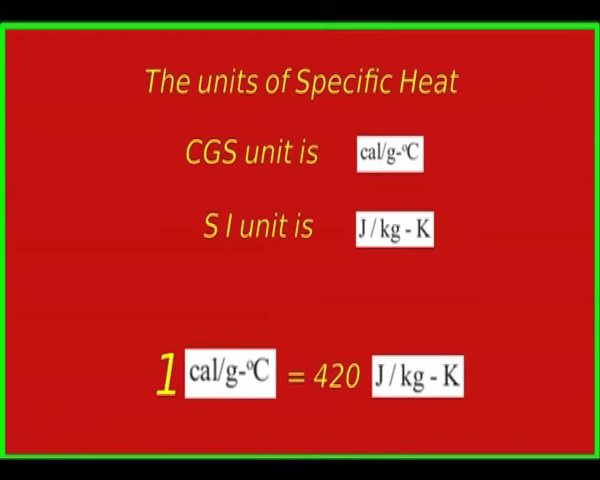 The units of Specific Heat
CGS unit is cal/g-°C
S I unit is J / kg - K
1 cal/g-°C = 420 J / kg - K